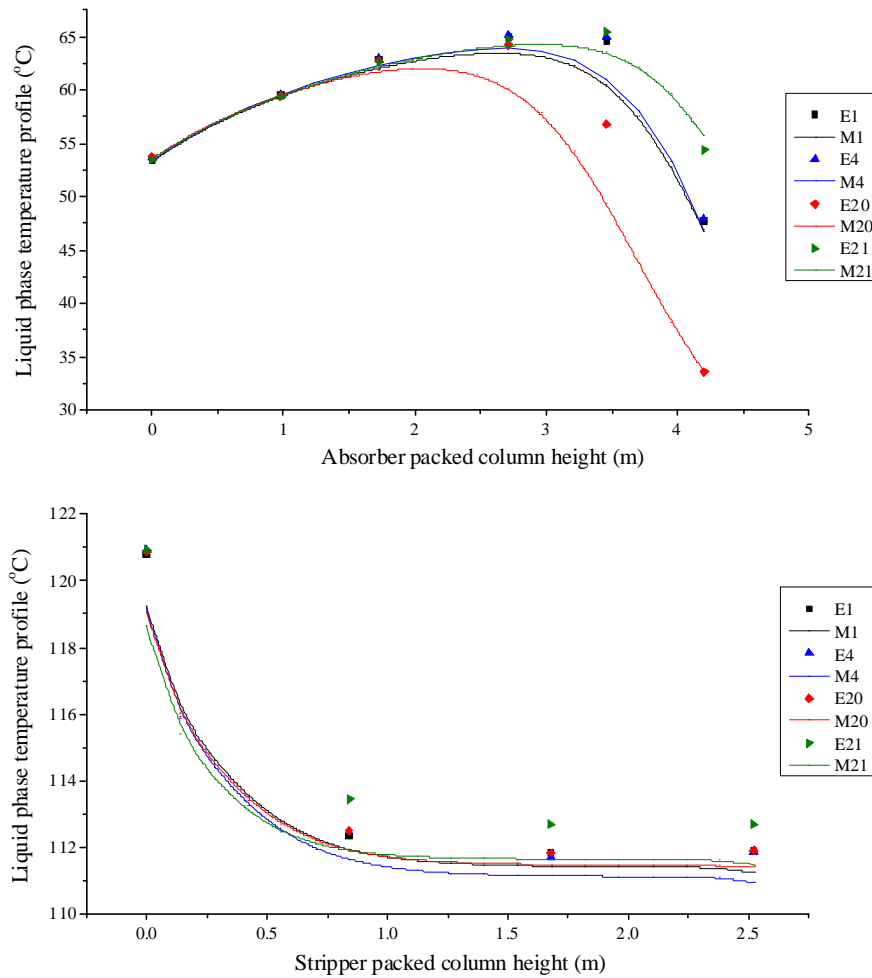 Liquid phase temperature profile (°C)
65
60
55
50
45
40
35
30
0
1
2
3
4
5
Absorber packed column height (m)
E1
M1
E4
M4
E20
M20
E21
M21
Liquid phase temperature profile (°C)
122
120
118
116
114
112
110
0.0
0.5
1.0
1.5
2.0
2.5
Stripper packed column height (m)
E1
M1
E4
M4
E20
M20
E21
M21